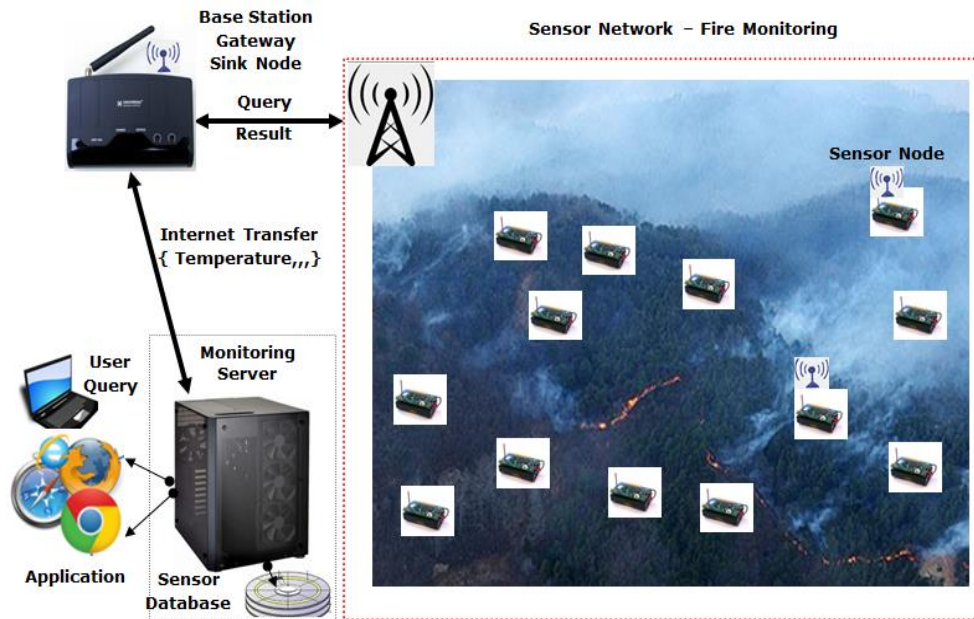 Base Station
Gateway
Sink Node
Sensor Network – Fire Monitoring
Query
Result
Sensor Node
Internet Transfer
{ Temperature,,,}
User
Query
Monitoring
Server
Application
Sensor
Database